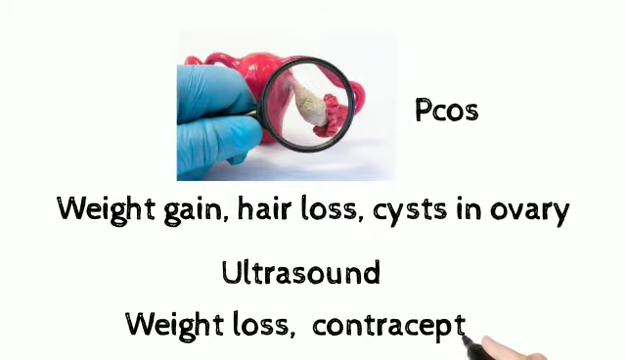 Pcos
Weight gain, hair loss, cysts in ovary
Ultrasound
Weight loss, contracept